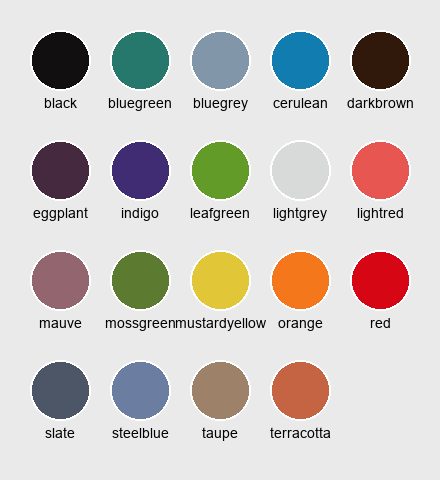 black bluegreen bluegrey cerulean darkbrown
eggplant indigo leafgreen lightgrey lightred
mauve mossgreen mustardyellow orange red
slate steelblue taupe terracotta